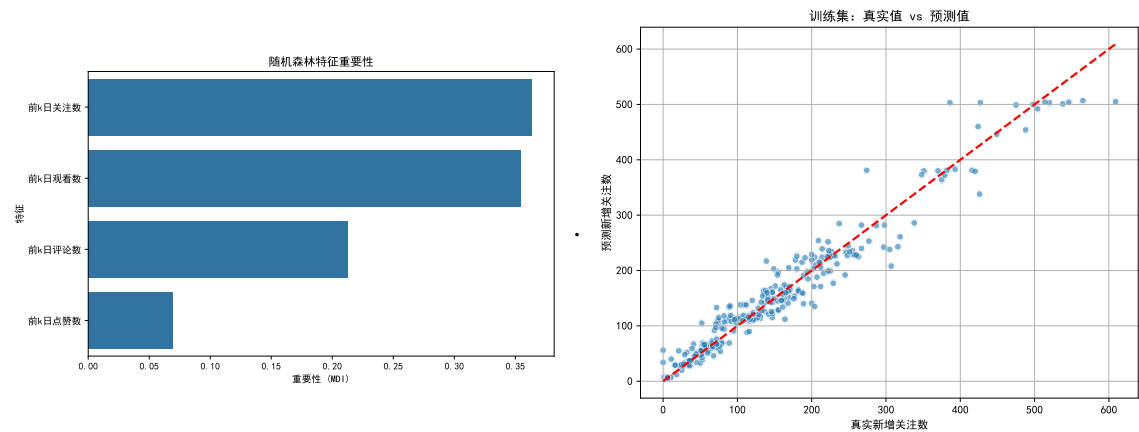 随机森林特征重要性
特征
前k日关注数
前k日观看数
前k日评论数
前k日点赞数
0.00 0.05 0.10 0.15 0.20 0.25 0.30 0.35
重要性 (MDI)
训练集: 真实值 vs 预测值
预测新增关注数
600
500
400
300
200
100
0
0 100 200 300 400 500 600
真实新增关注数